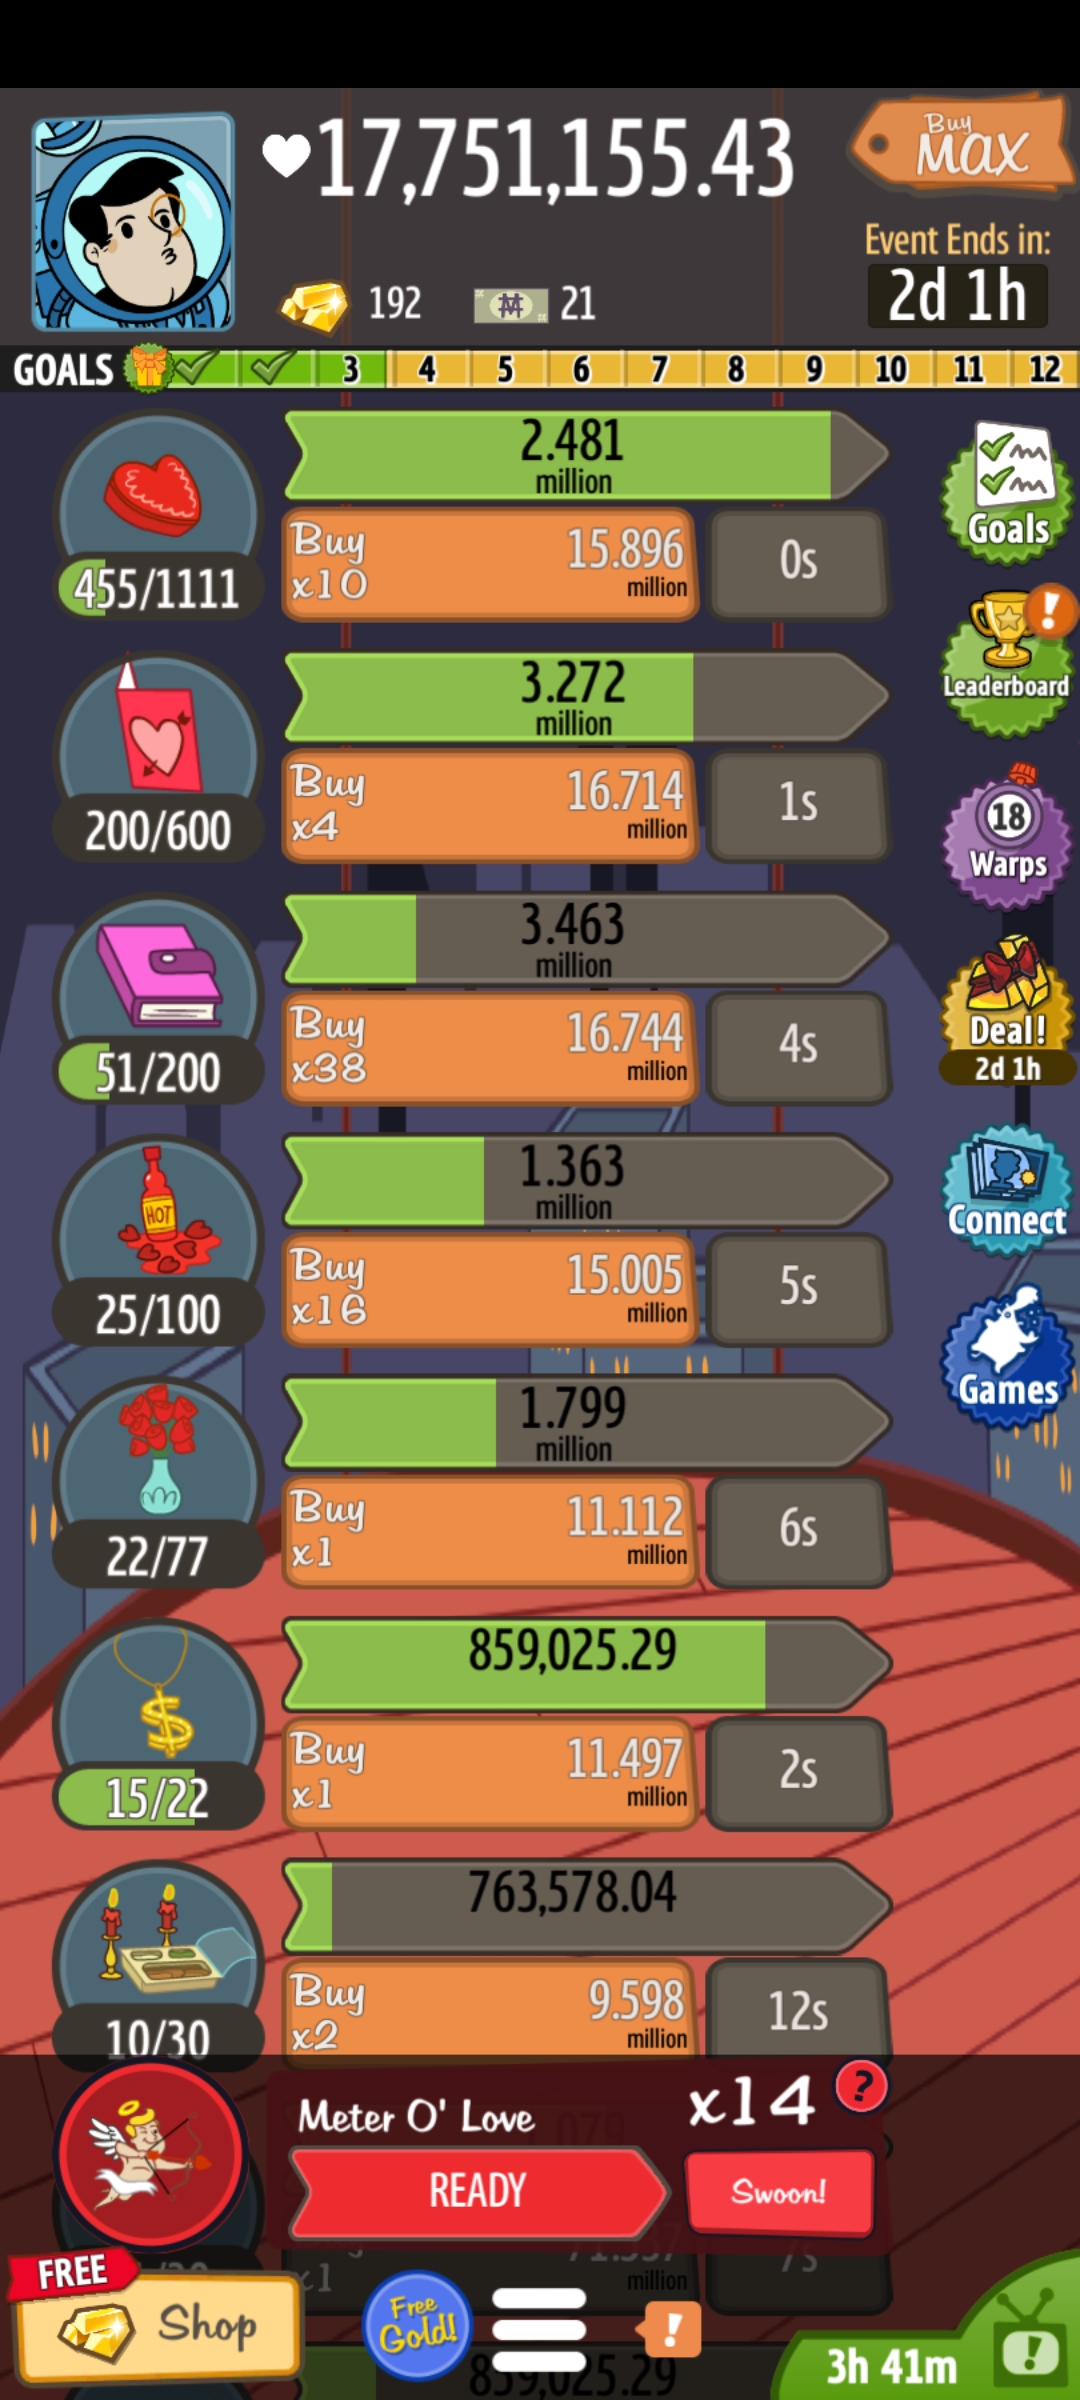 17,751,155.43
Buy
MAX
Event Ends in:
2d 1h
192
21
GOALS 3 4 5 6 7 8 9 10 11 12
2.481
million
Buy
x10
15.896
million
0s
455/1111
Goals
3.272
million
Buy
x4
16.714
million
1s
200/600
!
Leaderboard
3.463
million
Buy
x38
16.744
million
4s
51/200
18
Warps
Deal!
2d 1h
1.363
million
HOT
Buy
x16
15.005
million
5s
25/100
Connect
1.799
million
Buy
x1
11.112
million
6s
22/77
Games
859,025.29
Buy
x1
11.497
million
2s
15/22
763,578.04
Buy
x2
9.598
million
12s
10/30
Meter O' Love
x14
?
READY
Swoon!
x1
million
7s
FREE
Shop
Free
Gold!
!
3h 41m
!
859,025.29